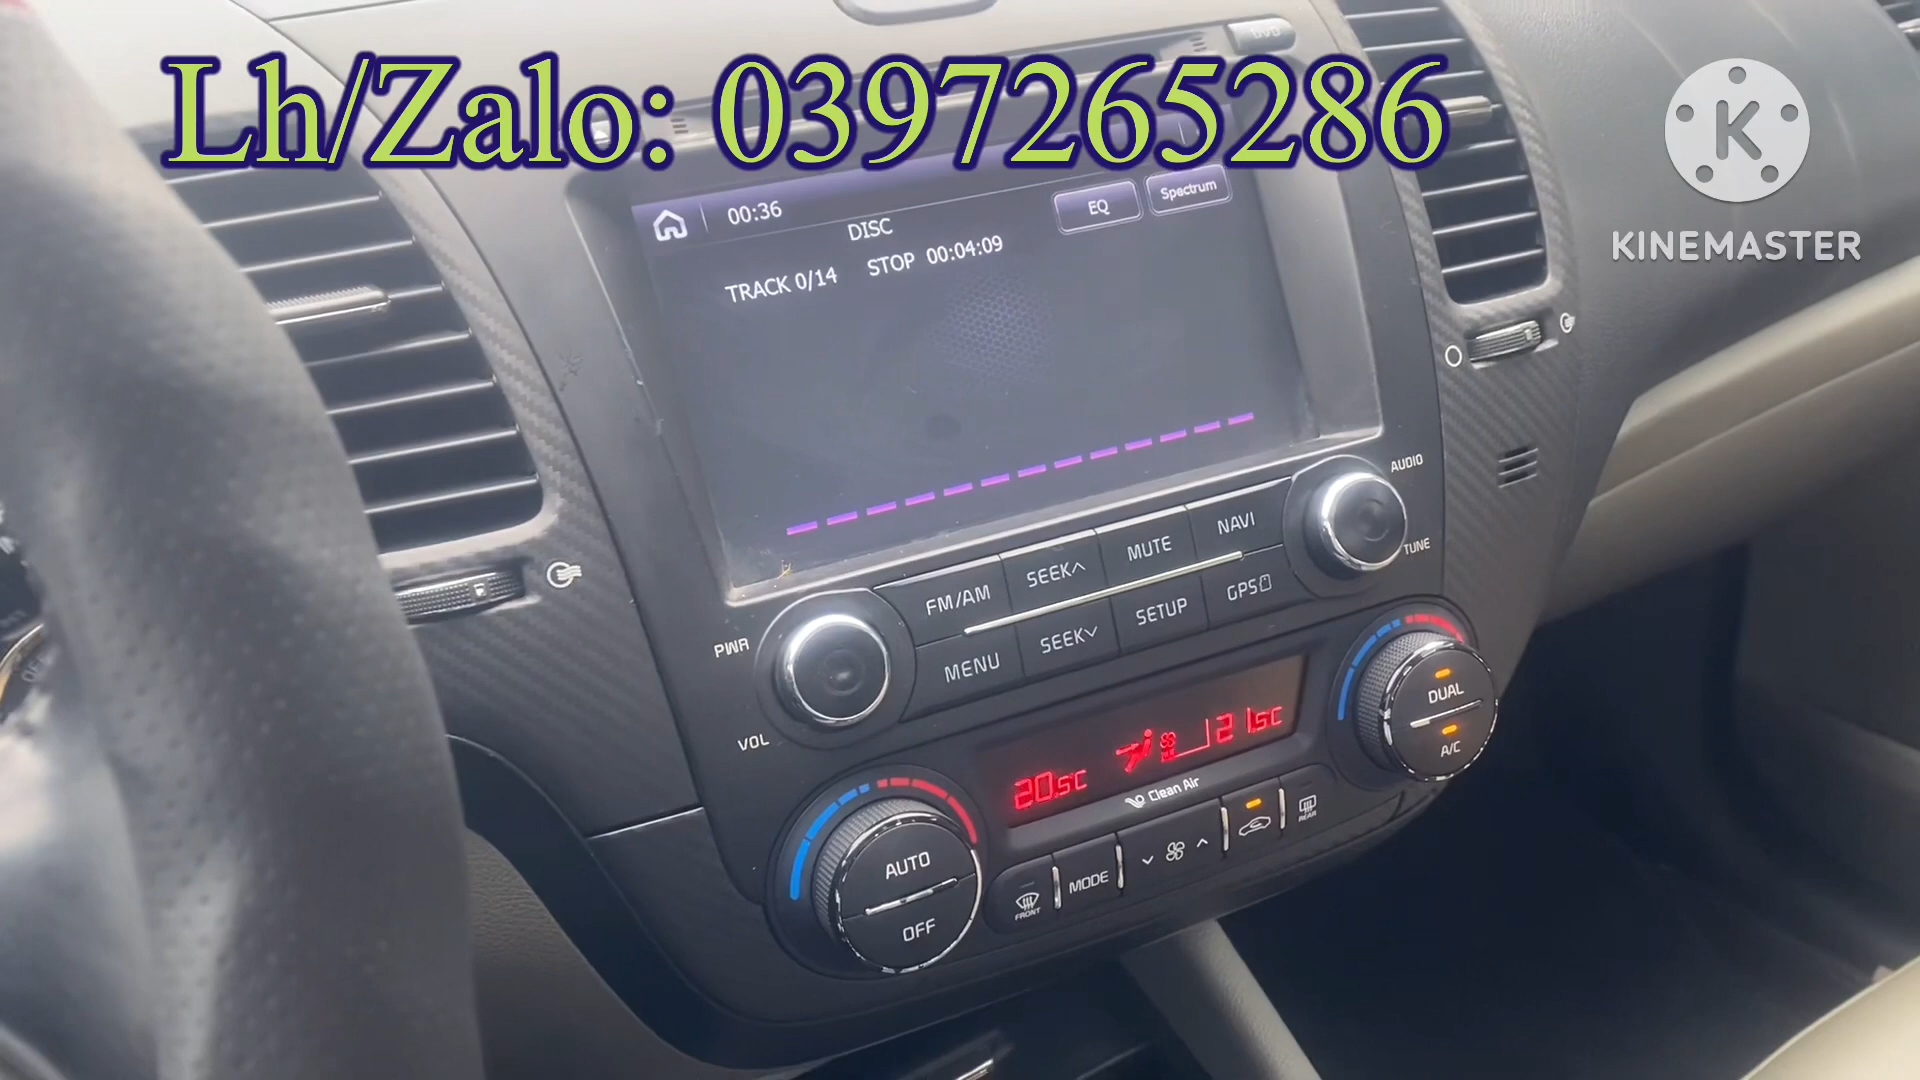 Lh/Zalo: 0397265286
K
KINEMASTER
DVD
00:36
DISC
EQ
Spectrum
TRACK 0/14 STOP 00:04:09
AUDIO
TUNE
PWR
VOL
FM/AM SEEK MUTE NAVI
MENU SEEK SETUP GPS
DUAL
A/C
20.5C 21.5C
Clean Air
AUTO
OFF
FRONT
MODE
REAR